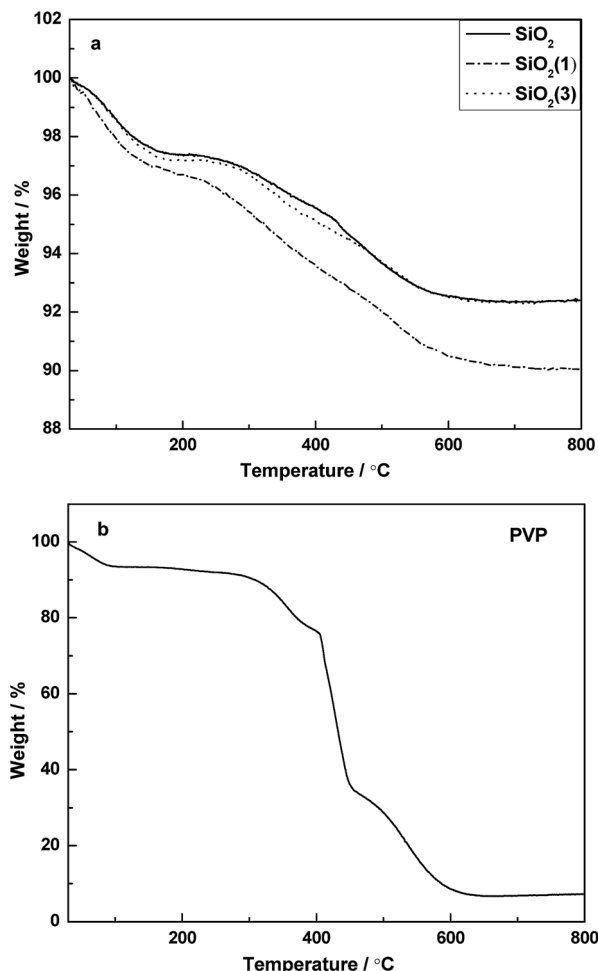 102
a
SiO₂
SiO₂(1)
SiO₂(3)
100
98
96
94
92
90
88
Weight / %
200
400
600
800
Temperature / °C
b
PVP
100
80
60
40
20
0
Weight / %
200
400
600
800
Temperature / °C